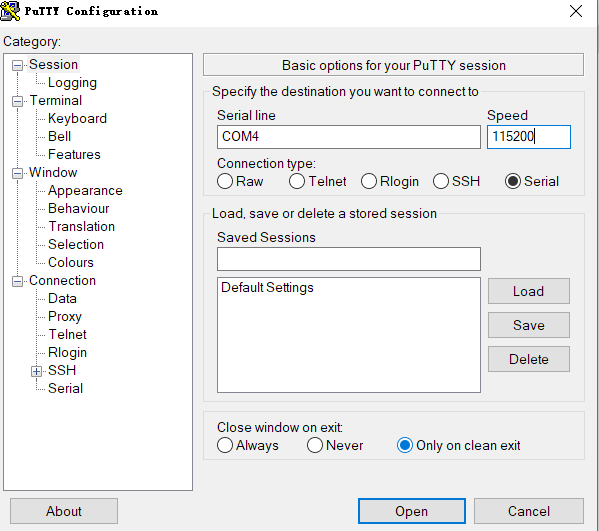 PuTTY Configuration
Category:
Session
Logging
Terminal
Keyboard
Bell
Features
Window
Appearance
Behaviour
Translation
Selection
Colours
Connection
Data
Proxy
Telnet
Rlogin
SSH
Serial
Basic options for your PuTTY session
Specify the destination you want to connect to
Serial line Speed
COM4 115200
Connection type:
Raw Telnet Rlogin SSH Serial
Load, save or delete a stored session
Saved Sessions
Default Settings
Load
Save
Delete
Close window on exit:
Always Never Only on clean exit
About Open Cancel